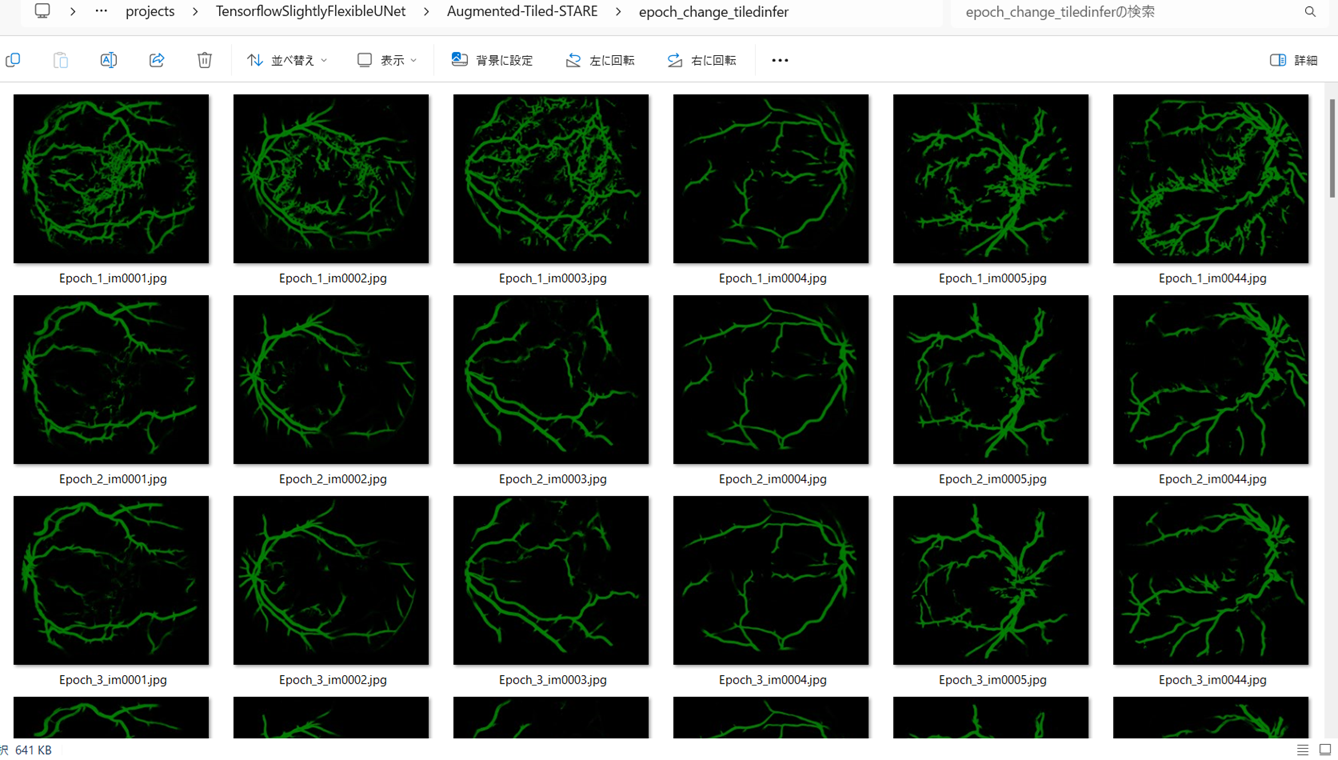 projects > TensorflowSlightlyFlexibleUNet > Augmented-Tiled-STARE > epoch_change_tiledinfer epoch_change_tiledinferの検索
並べ替え 表示 背景に設定 左に回転 右に回転 詳細
Epoch_1_im0001.jpg Epoch_1_im0002.jpg Epoch_1_im0003.jpg Epoch_1_im0004.jpg Epoch_1_im0005.jpg Epoch_1_im0044.jpg
Epoch_2_im0001.jpg Epoch_2_im0002.jpg Epoch_2_im0003.jpg Epoch_2_im0004.jpg Epoch_2_im0005.jpg Epoch_2_im0044.jpg
Epoch_3_im0001.jpg Epoch_3_im0002.jpg Epoch_3_im0003.jpg Epoch_3_im0004.jpg Epoch_3_im0005.jpg Epoch_3_im0044.jpg
択 641 KB